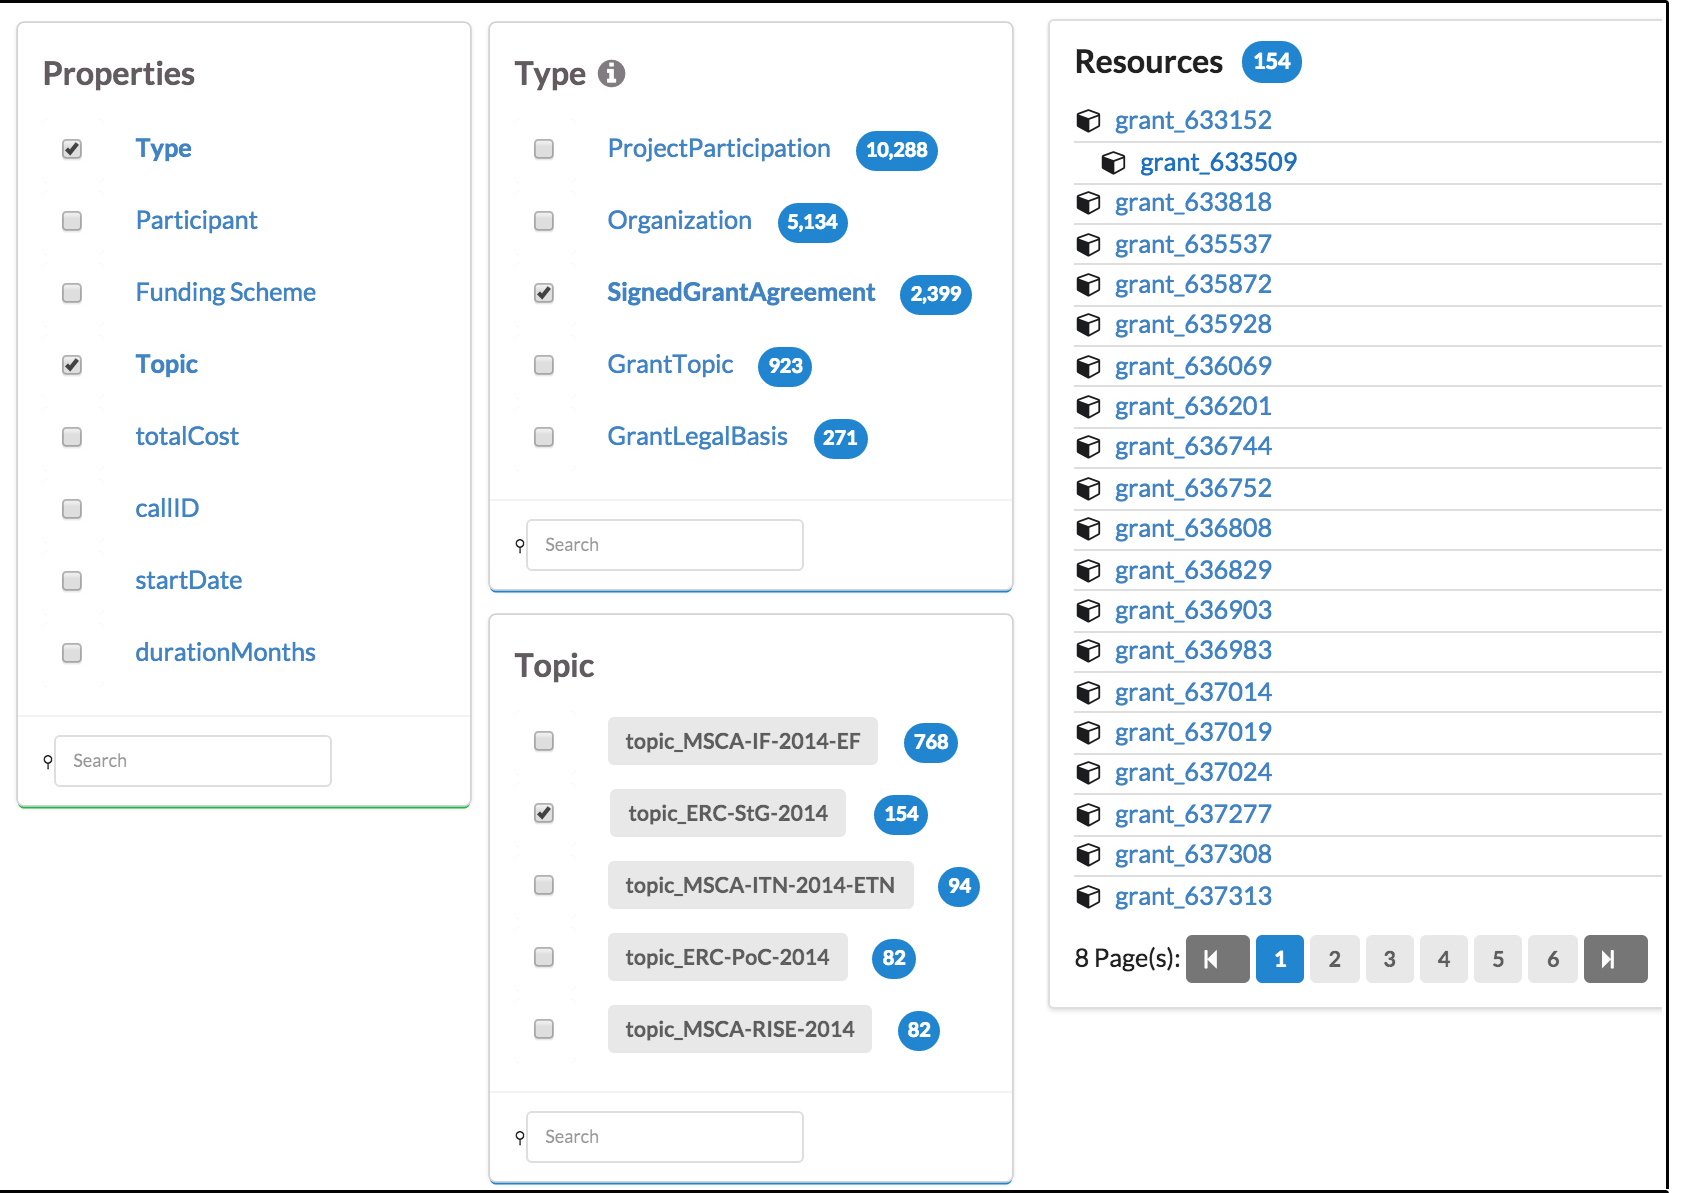 Properties
Type
Participant
Funding Scheme
Topic
totalCost
callID
startDate
durationMonths
Search
Type
ProjectParticipation 10,288
Organization 5,134
SignedGrantAgreement 2,399
GrantTopic 923
GrantLegalBasis 271
Search
Topic
topic_MSCA-IF-2014-EF 768
topic_ERC-StG-2014 154
topic_MSCA-ITN-2014-ETN 94
topic_ERC-PoC-2014 82
topic_MSCA-RISE-2014 82
Search
Resources 154
grant_633152
grant_633509
grant_633818
grant_635537
grant_635872
grant_635928
grant_636069
grant_636201
grant_636744
grant_636752
grant_636808
grant_636829
grant_636903
grant_636983
grant_637014
grant_637019
grant_637024
grant_637277
grant_637308
grant_637313
8 Page(s): 1 2 3 4 5 6